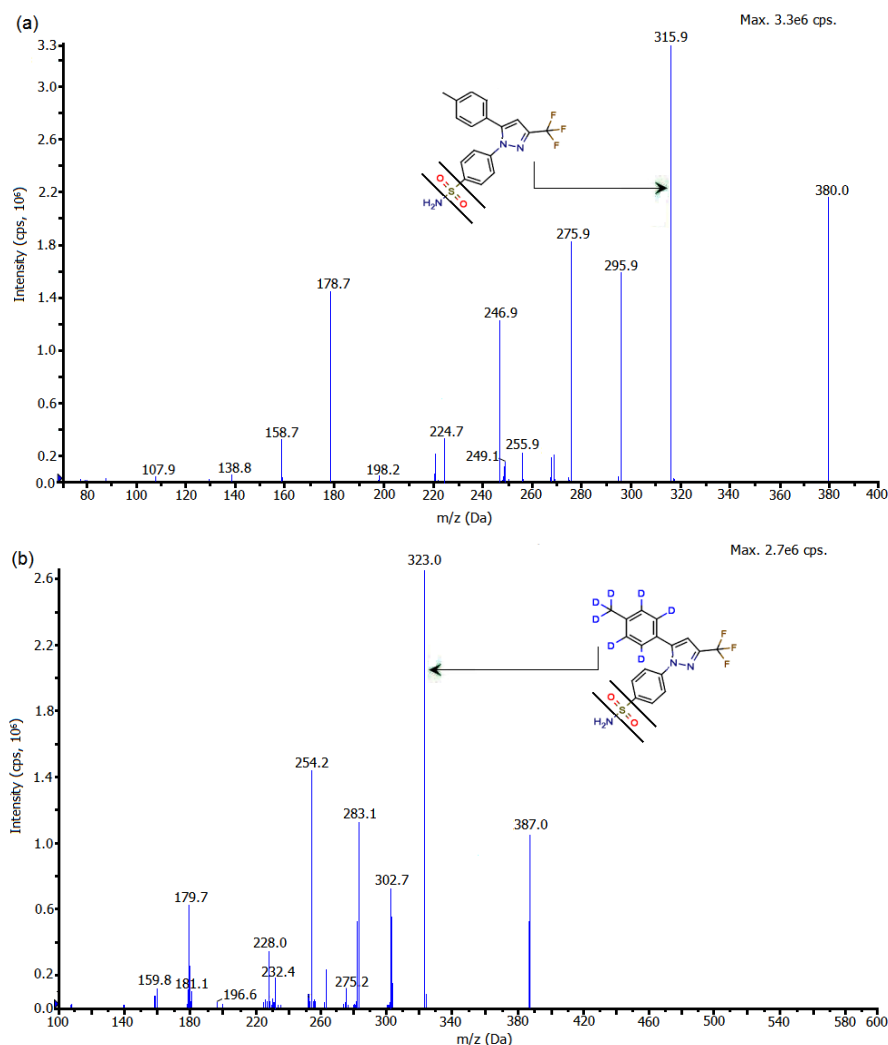 (a)
Max. 3.3e6 cps.
315.9
3.3
3.0
2.6
2.2
1.8
1.4
1.0
0.6
0.2
0.0
Intensity (cps, 10⁶)
380.0
275.9
295.9
178.7
246.9
158.7
224.7
249.1
255.9
107.9
138.8
198.2
F
F
F
N
N
O
S
O
H₂N
80 100 120 140 160 180 200 220 240 260 280 300 320 340 360 380 400
m/z (Da)
(b)
Max. 2.7e6 cps.
323.0
2.6
2.2
1.8
1.4
1.0
0.6
0.2
0.0
Intensity (cps, 10⁶)
254.2
283.1
387.0
302.7
179.7
228.0
232.4
159.8
181.1
196.6
275.2
D
D
D
D
D
D
D
F
F
F
N
N
O
S
O
H₂N
100 140 180 220 260 300 340 380 420 460 500 540 580 600
m/z (Da)